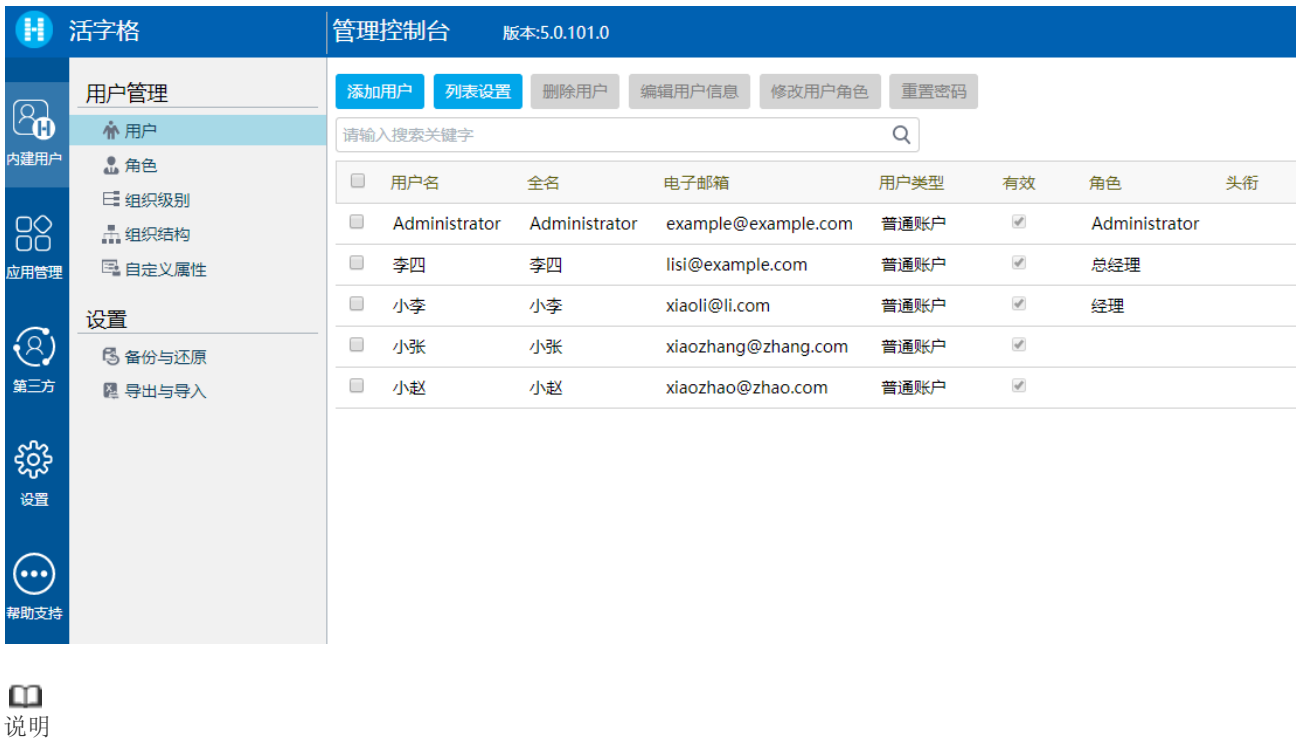 活字格 管理控制台 版本:5.0.101.0
内建用户
应用管理
第三方
设置
帮助支持
用户管理
用户
角色
组织级别
组织结构
自定义属性
设置
备份与还原
导出与导入
添加用户 列表设置 删除用户 编辑用户信息 修改用户角色 重置密码
请输入搜索关键字
用户名 全名 电子邮箱 用户类型 有效 角色 头衔
Administrator Administrator example@example.com 普通账户 Administrator
李四 李四 lisi@example.com 普通账户 总经理
小李 小李 xiaoli@li.com 普通账户 经理
小张 小张 xiaozhang@zhang.com 普通账户
小赵 小赵 xiaozhao@zhao.com 普通账户
说明